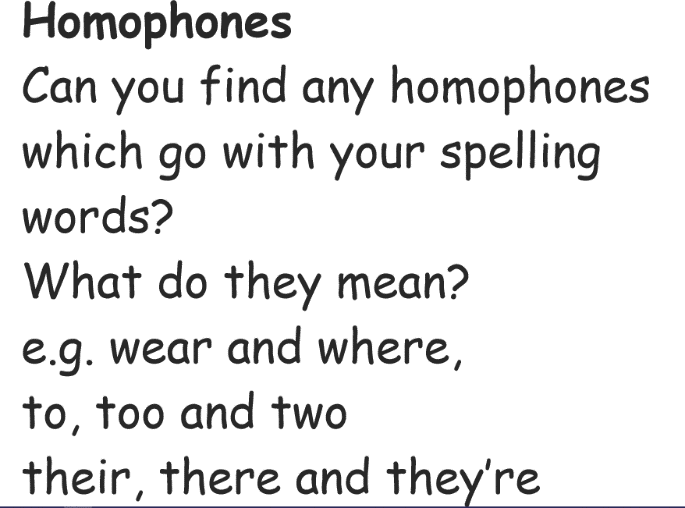 Homophones
Can you find any homophones
which go with your spelling
words?
What do they mean?
e.g. wear and where,
to, too and two
their, there and they're